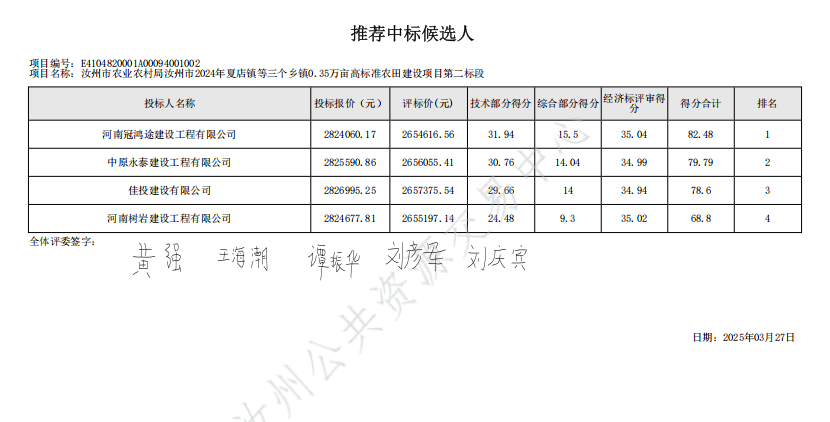 推荐中标候选人
项目编号: E4104820001A00094001002
项目名称: 汝州市农业农村局汝州市2024年夏店镇等三个乡镇0.35万亩高标准农田建设项目第二标段
投标人名称 投标报价(元) 评标价(元) 技术部分得分 综合部分得分 经济标评审得分 得分合计 排名
河南冠鸿途建设工程有限公司 2824060.17 2654616.56 31.94 15.5 35.04 82.48 1
中原永泰建设工程有限公司 2825590.86 2656055.41 30.76 14.04 34.99 79.79 2
佳投建设有限公司 2826995.25 2657375.54 29.66 14 34.94 78.6 3
河南树岩建设工程有限公司 2824677.81 2655197.14 24.48 9.3 35.02 68.8 4
全体评委签字:
黄强 王海潮 谭振华 刘彦军 刘庆宾
日期: 2025年03月27日
汝州公共资源交易中心